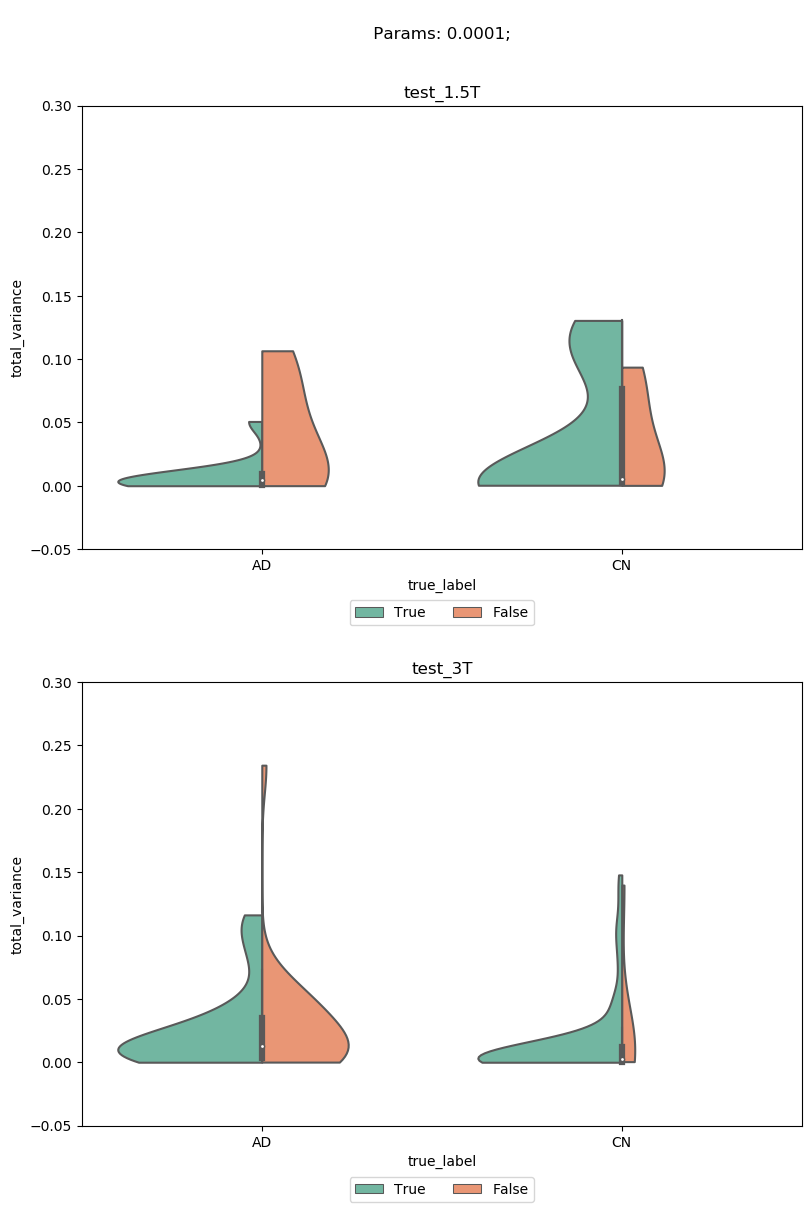 Params: 0.0001;
test_1.5T
0.30
0.25
0.20
0.15
0.10
0.05
0.00
−0.05
total_variance
AD CN
true_label
True False
test_3T
0.30
0.25
0.20
0.15
0.10
0.05
0.00
−0.05
total_variance
AD CN
true_label
True False